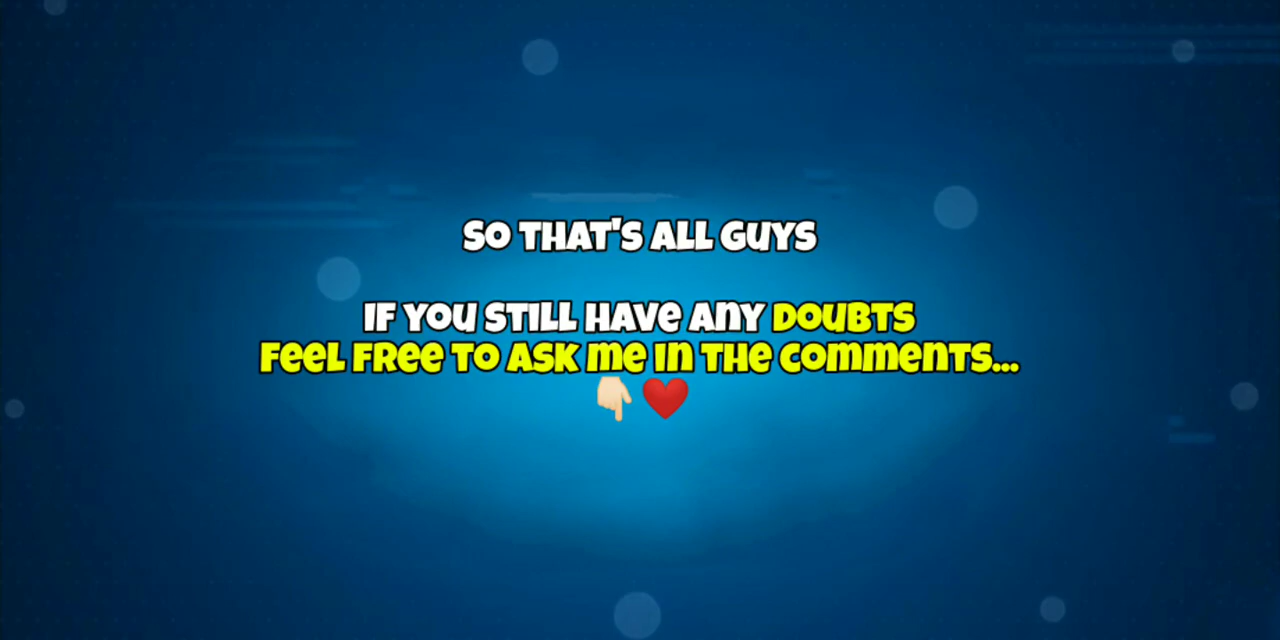 SO THAT'S ALL GUYS
IF YOU STILL HAVE ANY DOUBTS
FEEL FREE TO ASK ME IN THE COMMENTS...
👇🏻❤️